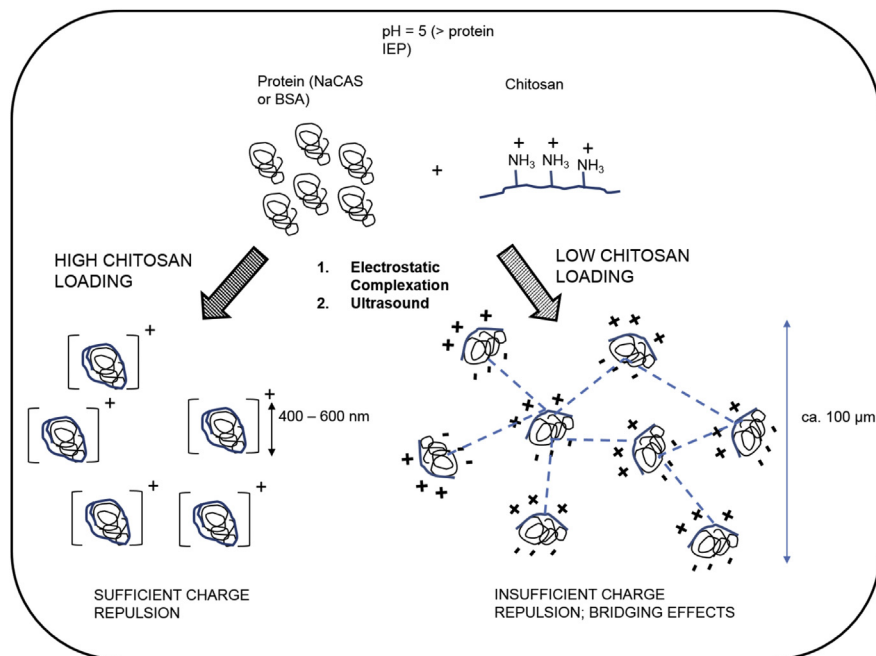 pH = 5 (> protein
IEP)
Protein (NaCAS
or BSA)
Chitosan
+ + +
NH3 NH3 NH3
+
HIGH CHITOSAN
LOADING
1. Electrostatic
Complexation
2. Ultrasound
LOW CHITOSAN
LOADING
400 – 600 nm
ca. 100 µm
SUFFICIENT CHARGE
REPULSION
INSUFFICIENT CHARGE
REPULSION; BRIDGING EFFECTS